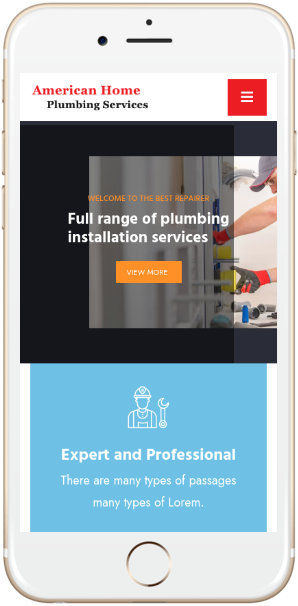 American Home
Plumbing Services
WELCOME TO THE BEST REPAIRER
Full range of plumbing
installation services
VIEW MORE
Expert and Professional
There are many types of passages
many types of Lorem.